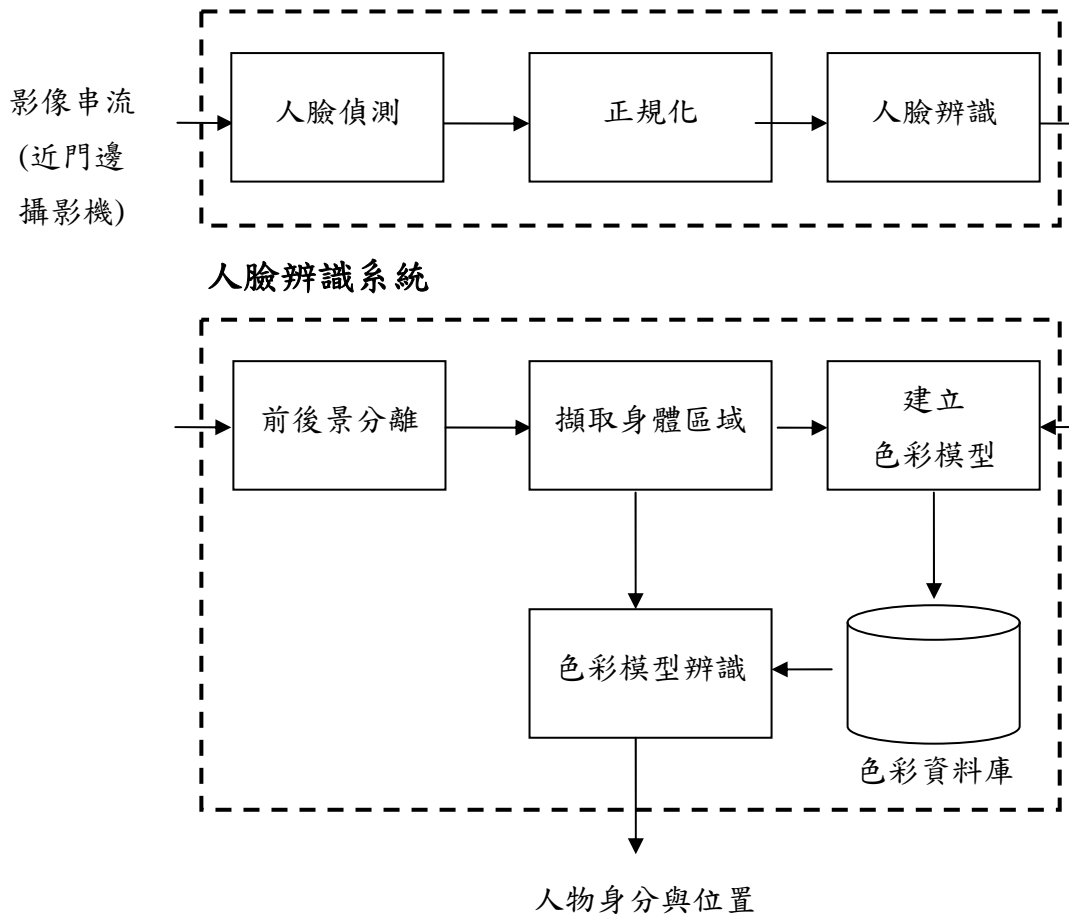 影像串流
(近門邊
攝影機)
人臉偵測
正規化
人臉辨識
人臉辨識系統
前後景分離
擷取身體區域
建立
色彩模型
色彩模型辨識
色彩資料庫
人物身分與位置